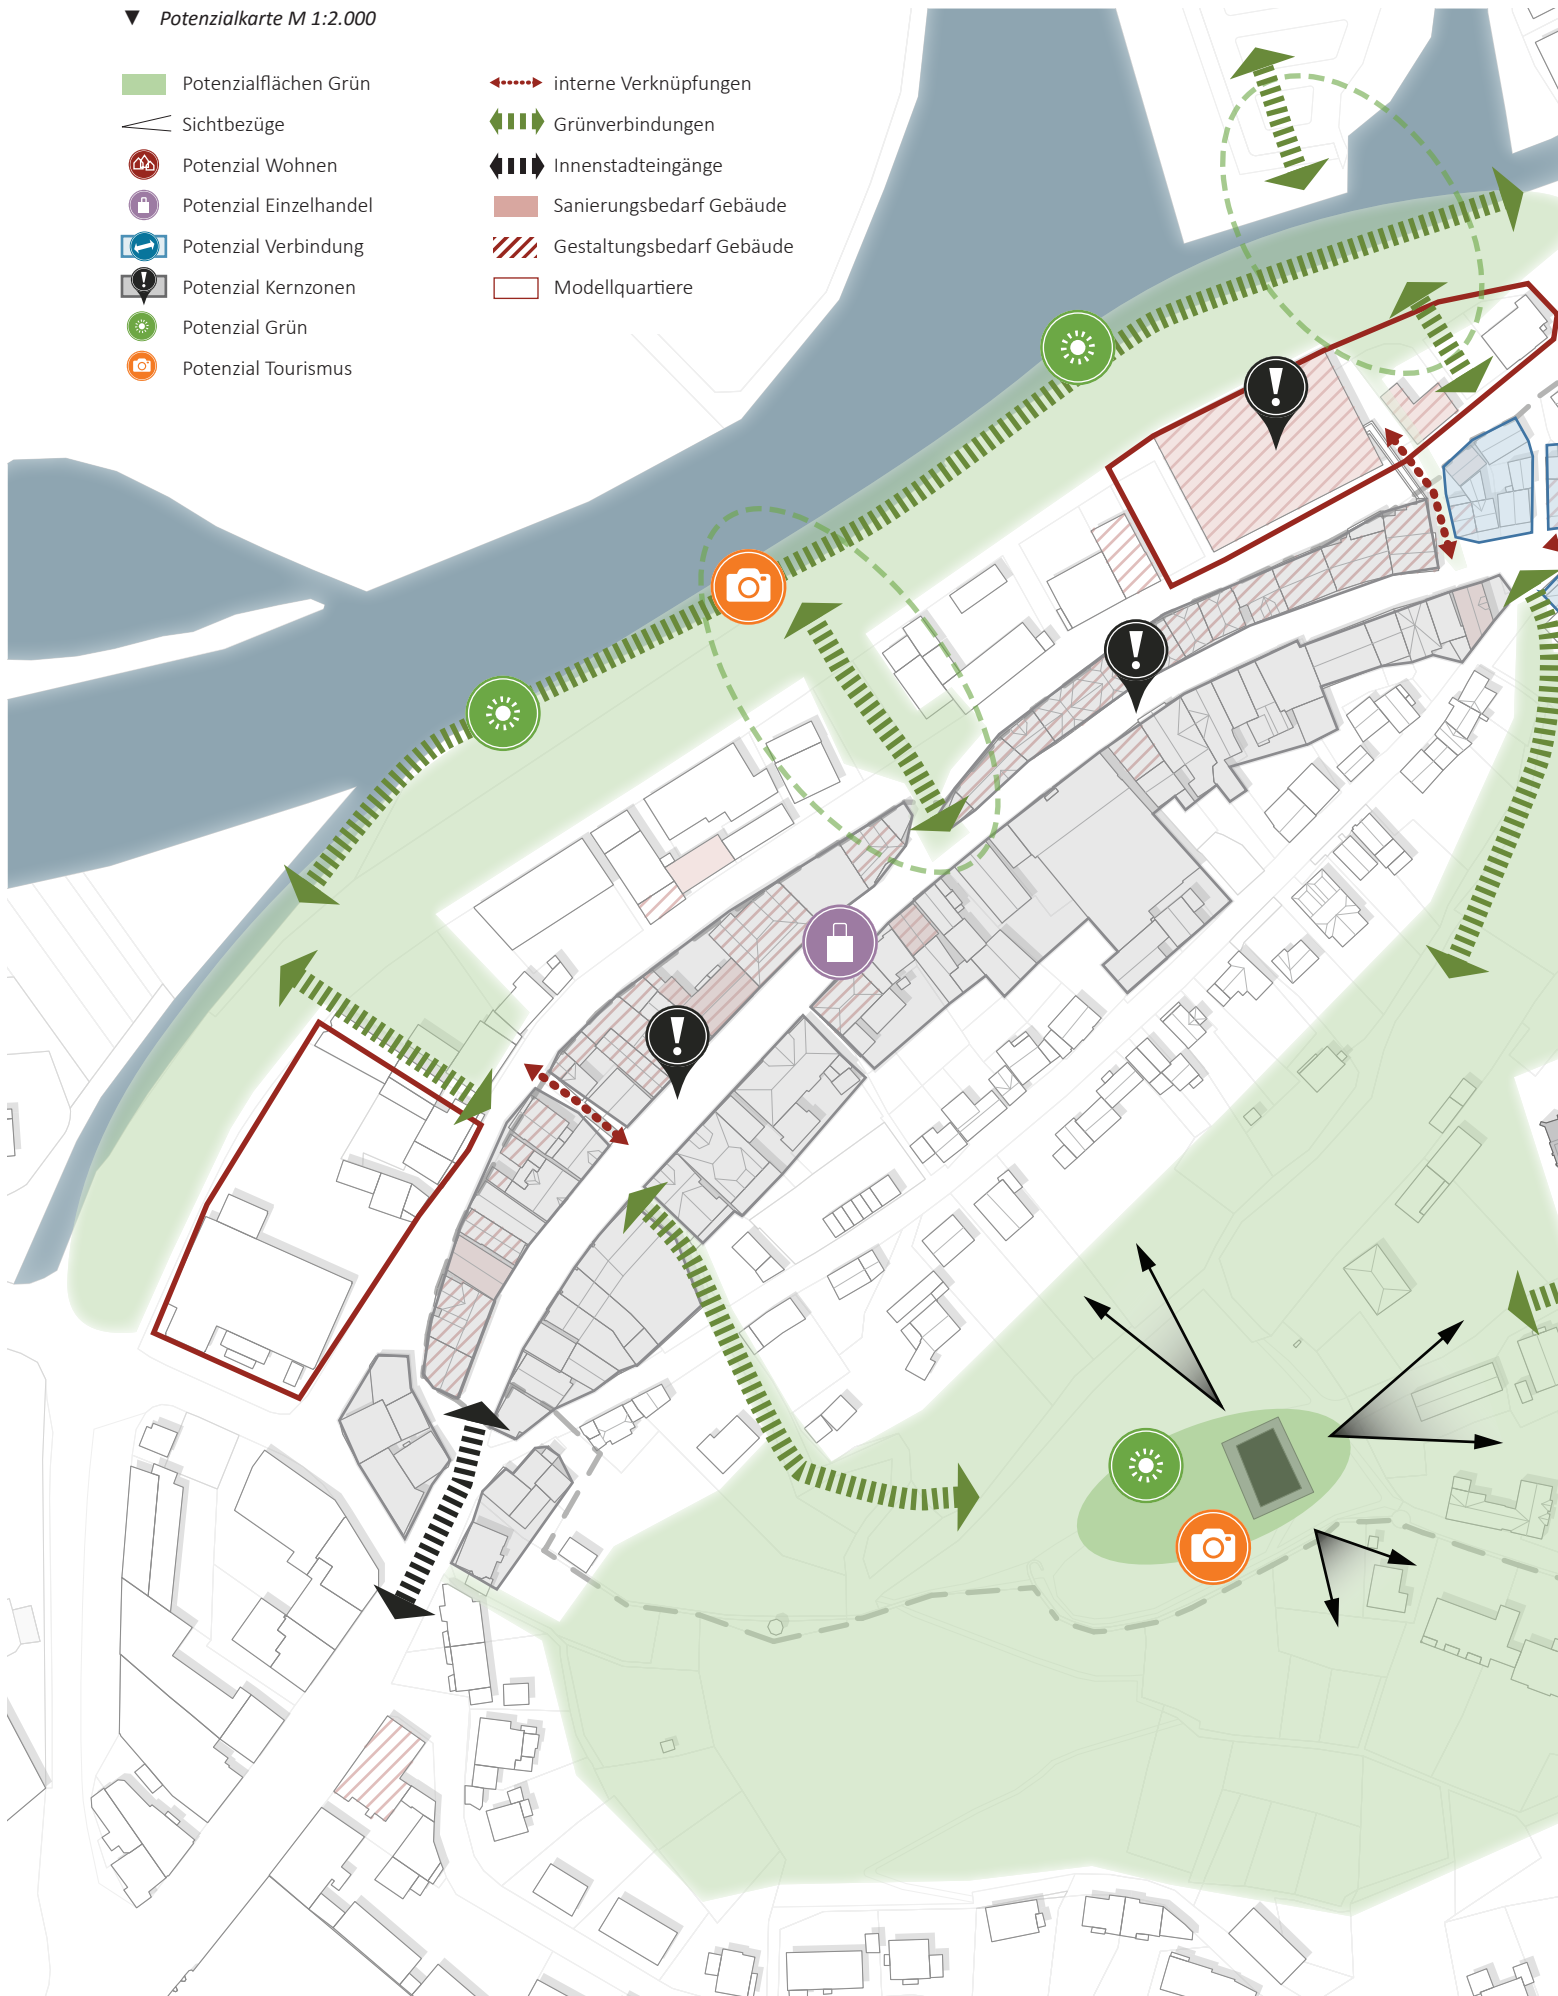 ▼ Potenzialkarte M 1:2.000
Potenzialflächen Grün
Sichtbezüge
Potenzial Wohnen
Potenzial Einzelhandel
Potenzial Verbindung
Potenzial Kernzonen
Potenzial Grün
Potenzial Tourismus
interne Verknüpfungen
Grünverbindungen
Innenstadteingänge
Sanierungsbedarf Gebäude
Gestaltungsbedarf Gebäude
Modellquartiere